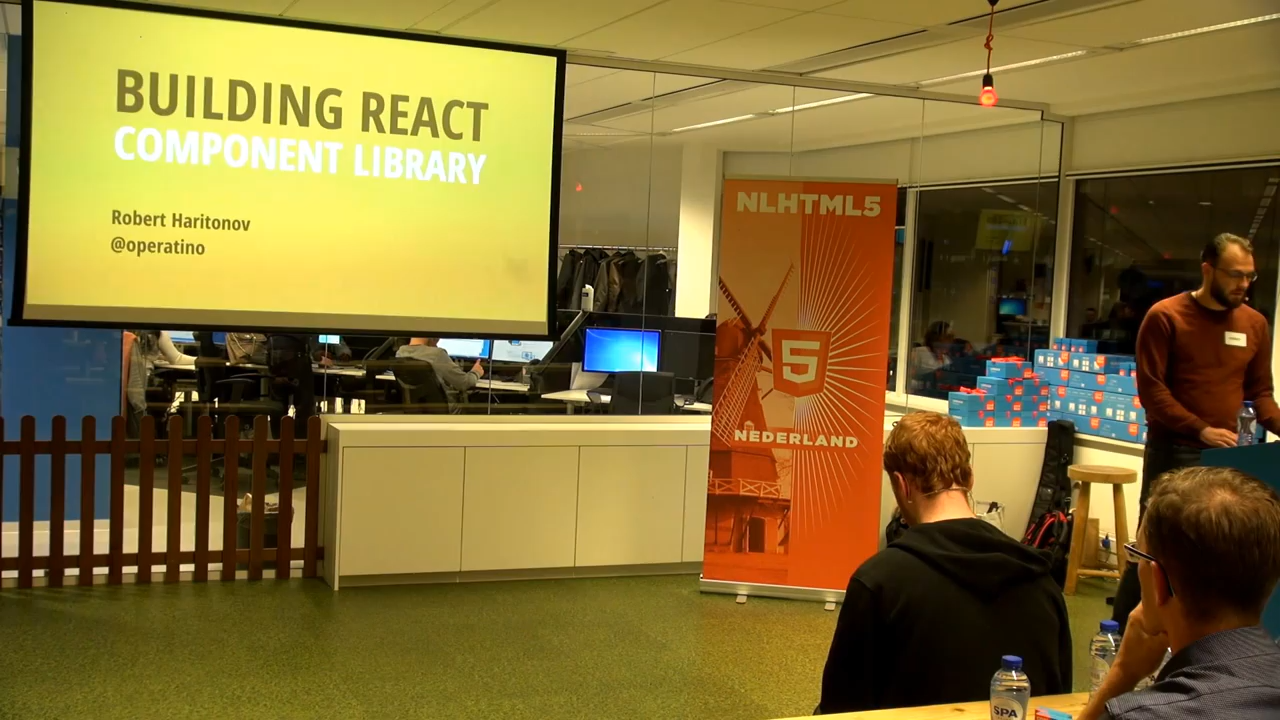 BUILDING REACT
COMPONENT LIBRARY
Robert Haritonov
@operatino
NLHTML5
5
NEDERLAND
SPA